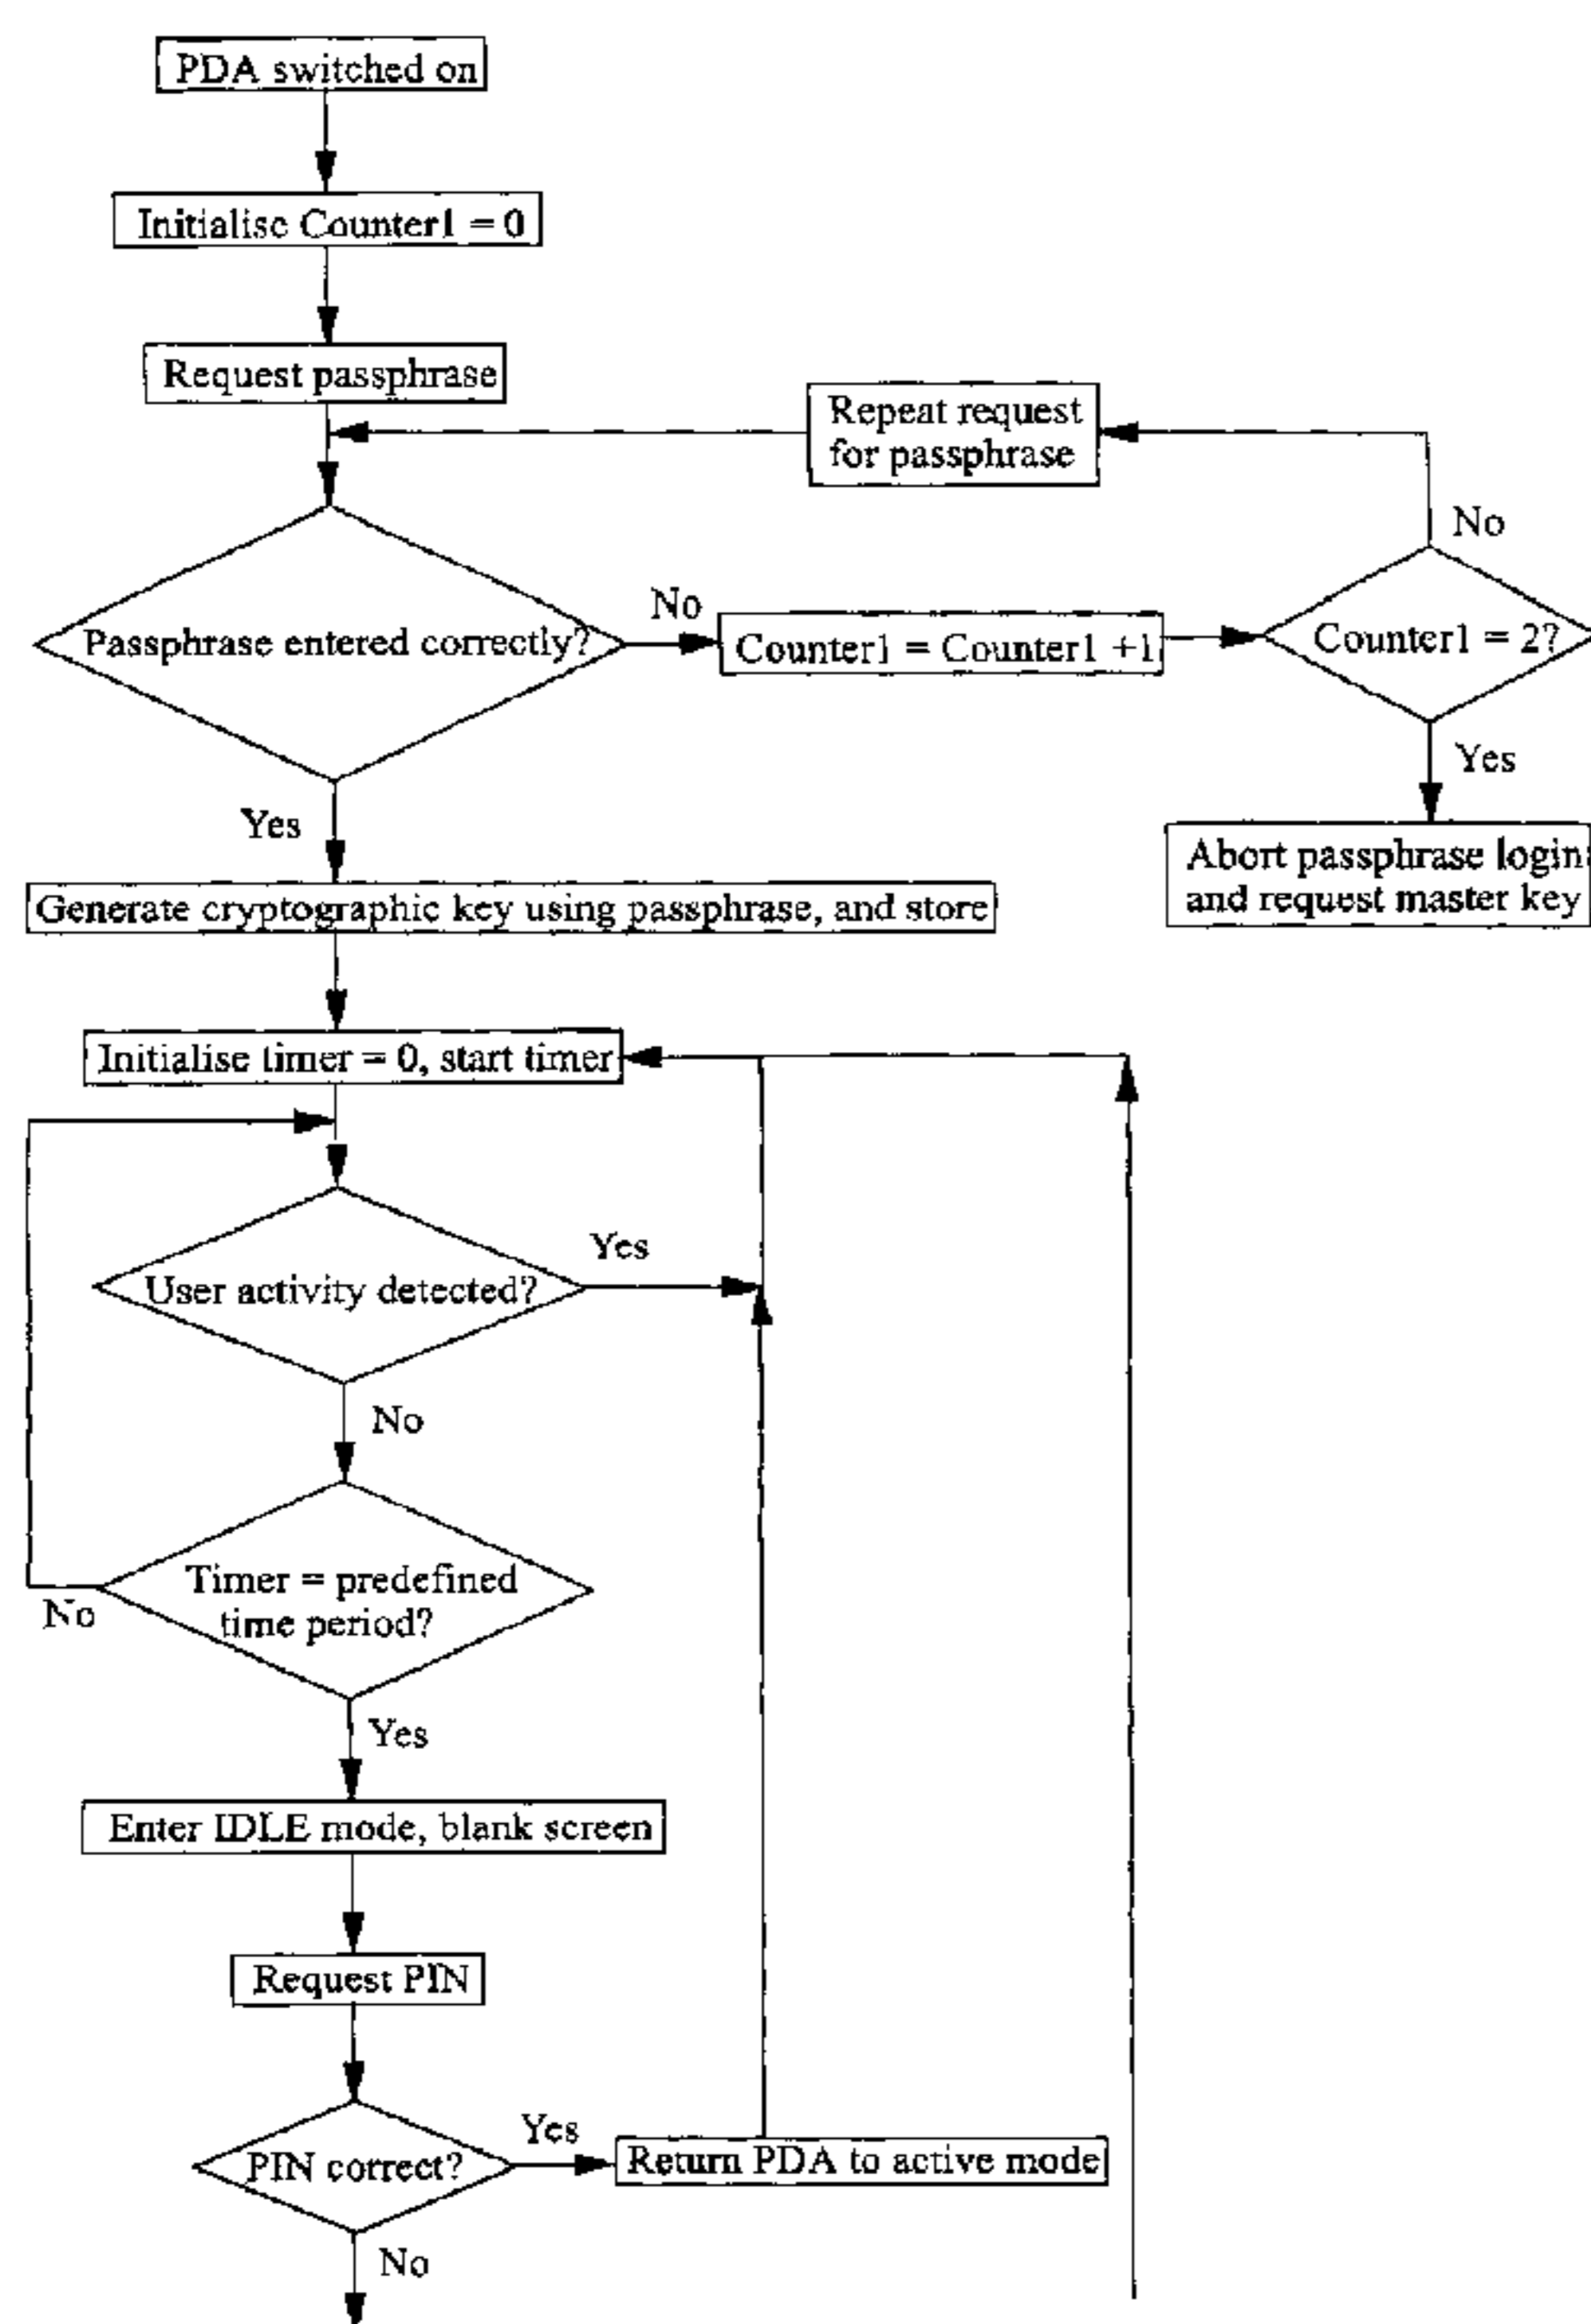 PDA switched on
Initialise Counter1 = 0
Request passphrase
Repeat request
for passphrase
No
Passphrase entered correctly?
No
Counter1 = Counter1 +1
Counter1 = 2?
Yes
Yes
Abort passphrase login
and request master key
Generate cryptographic key using passphrase, and store
Initialise timer = 0, start timer
User activity detected?
Yes
No
Timer = predefined
time period?
No
Yes
Enter IDLE mode, blank screen
Request PIN
PIN correct?
Yes
Return PDA to active mode
No